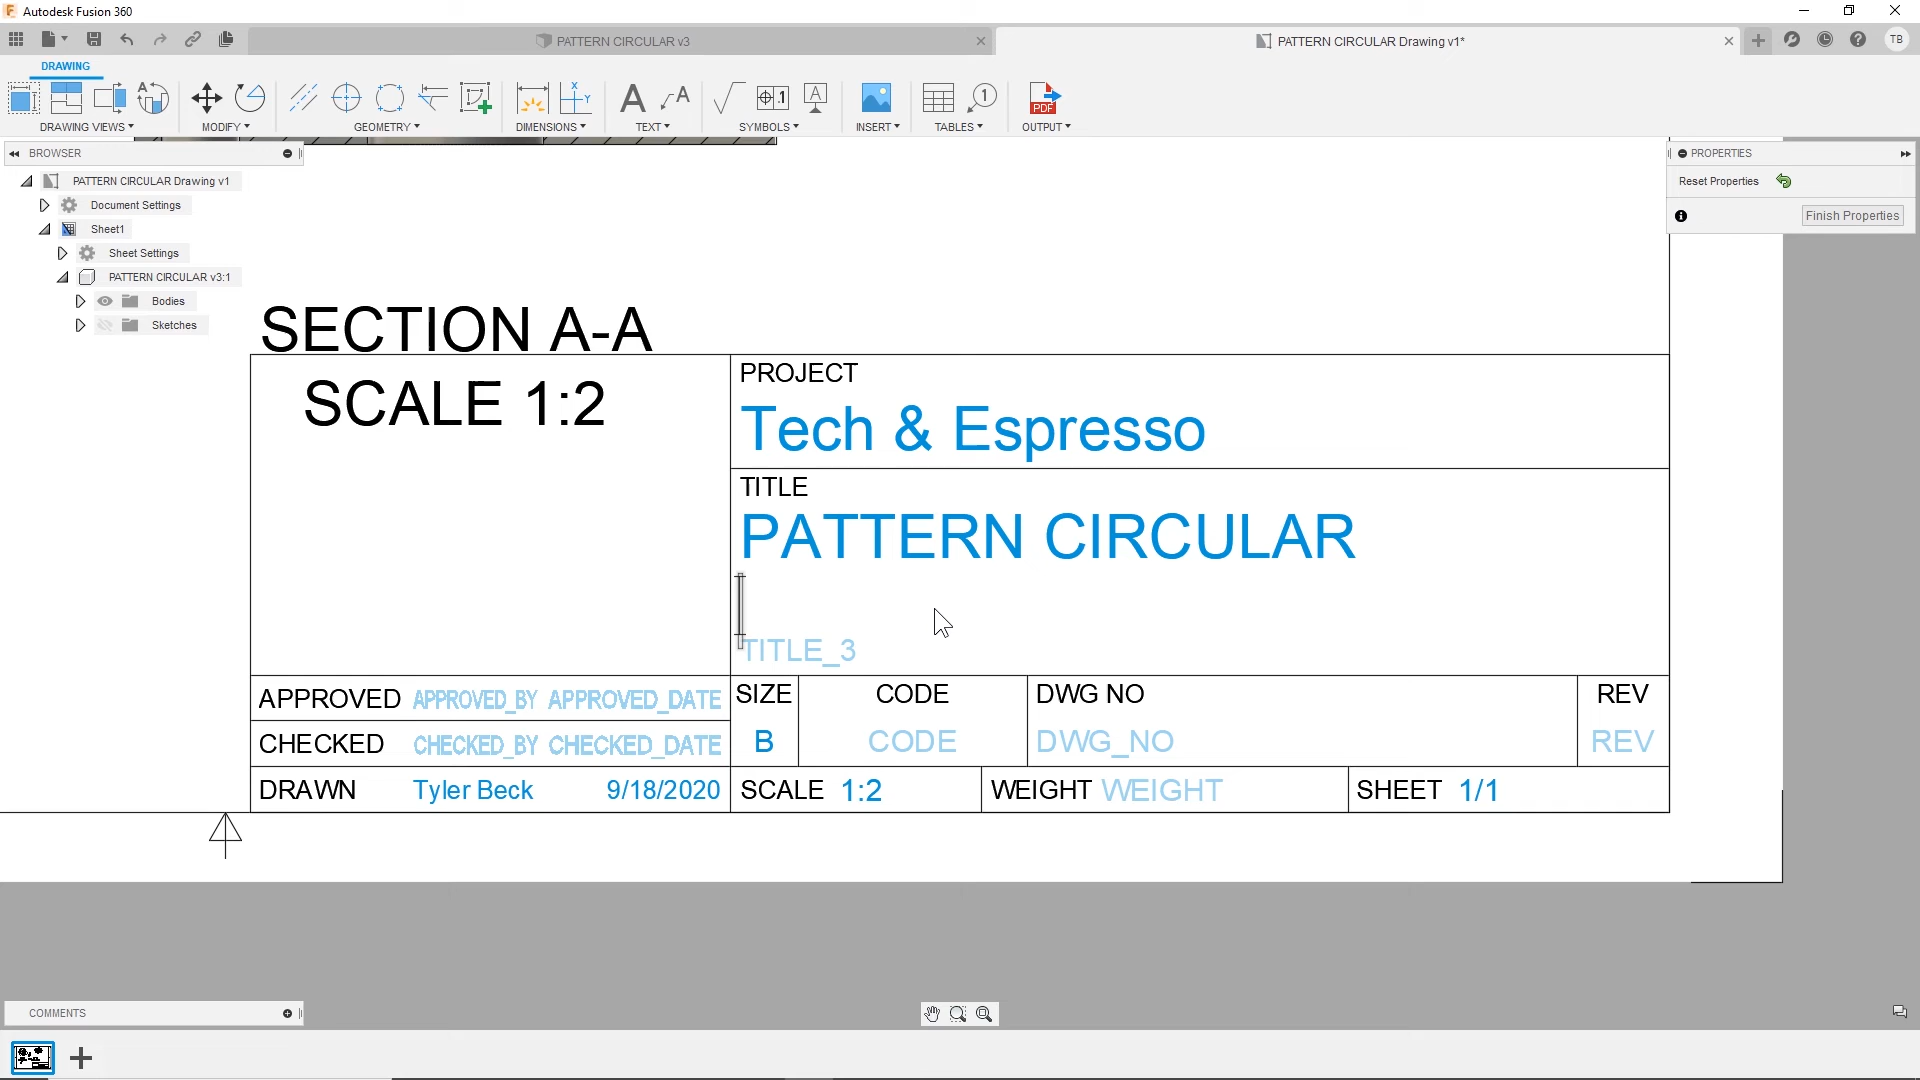 Autodesk Fusion 360
PATTERN CIRCULAR v3
PATTERN CIRCULAR Drawing v1*
TB
DRAWING
DRAWING VIEWS
MODIFY
GEOMETRY
DIMENSIONS
TEXT
SYMBOLS
INSERT
TABLES
OUTPUT
BROWSER
PATTERN CIRCULAR Drawing v1
Document Settings
Sheet1
Sheet Settings
PATTERN CIRCULAR v3:1
Bodies
Sketches
PROPERTIES
Reset Properties
Finish Properties
SECTION A-A
SCALE 1:2
PROJECT
Tech & Espresso
TITLE
PATTERN CIRCULAR
TITLE_3
APPROVED APPROVED_BY APPROVED_DATE
CHECKED CHECKED_BY CHECKED_DATE
DRAWN Tyler Beck 9/18/2020
SIZE CODE DWG NO REV
B CODE DWG_NO REV
SCALE 1:2 WEIGHT WEIGHT SHEET 1/1
COMMENTS